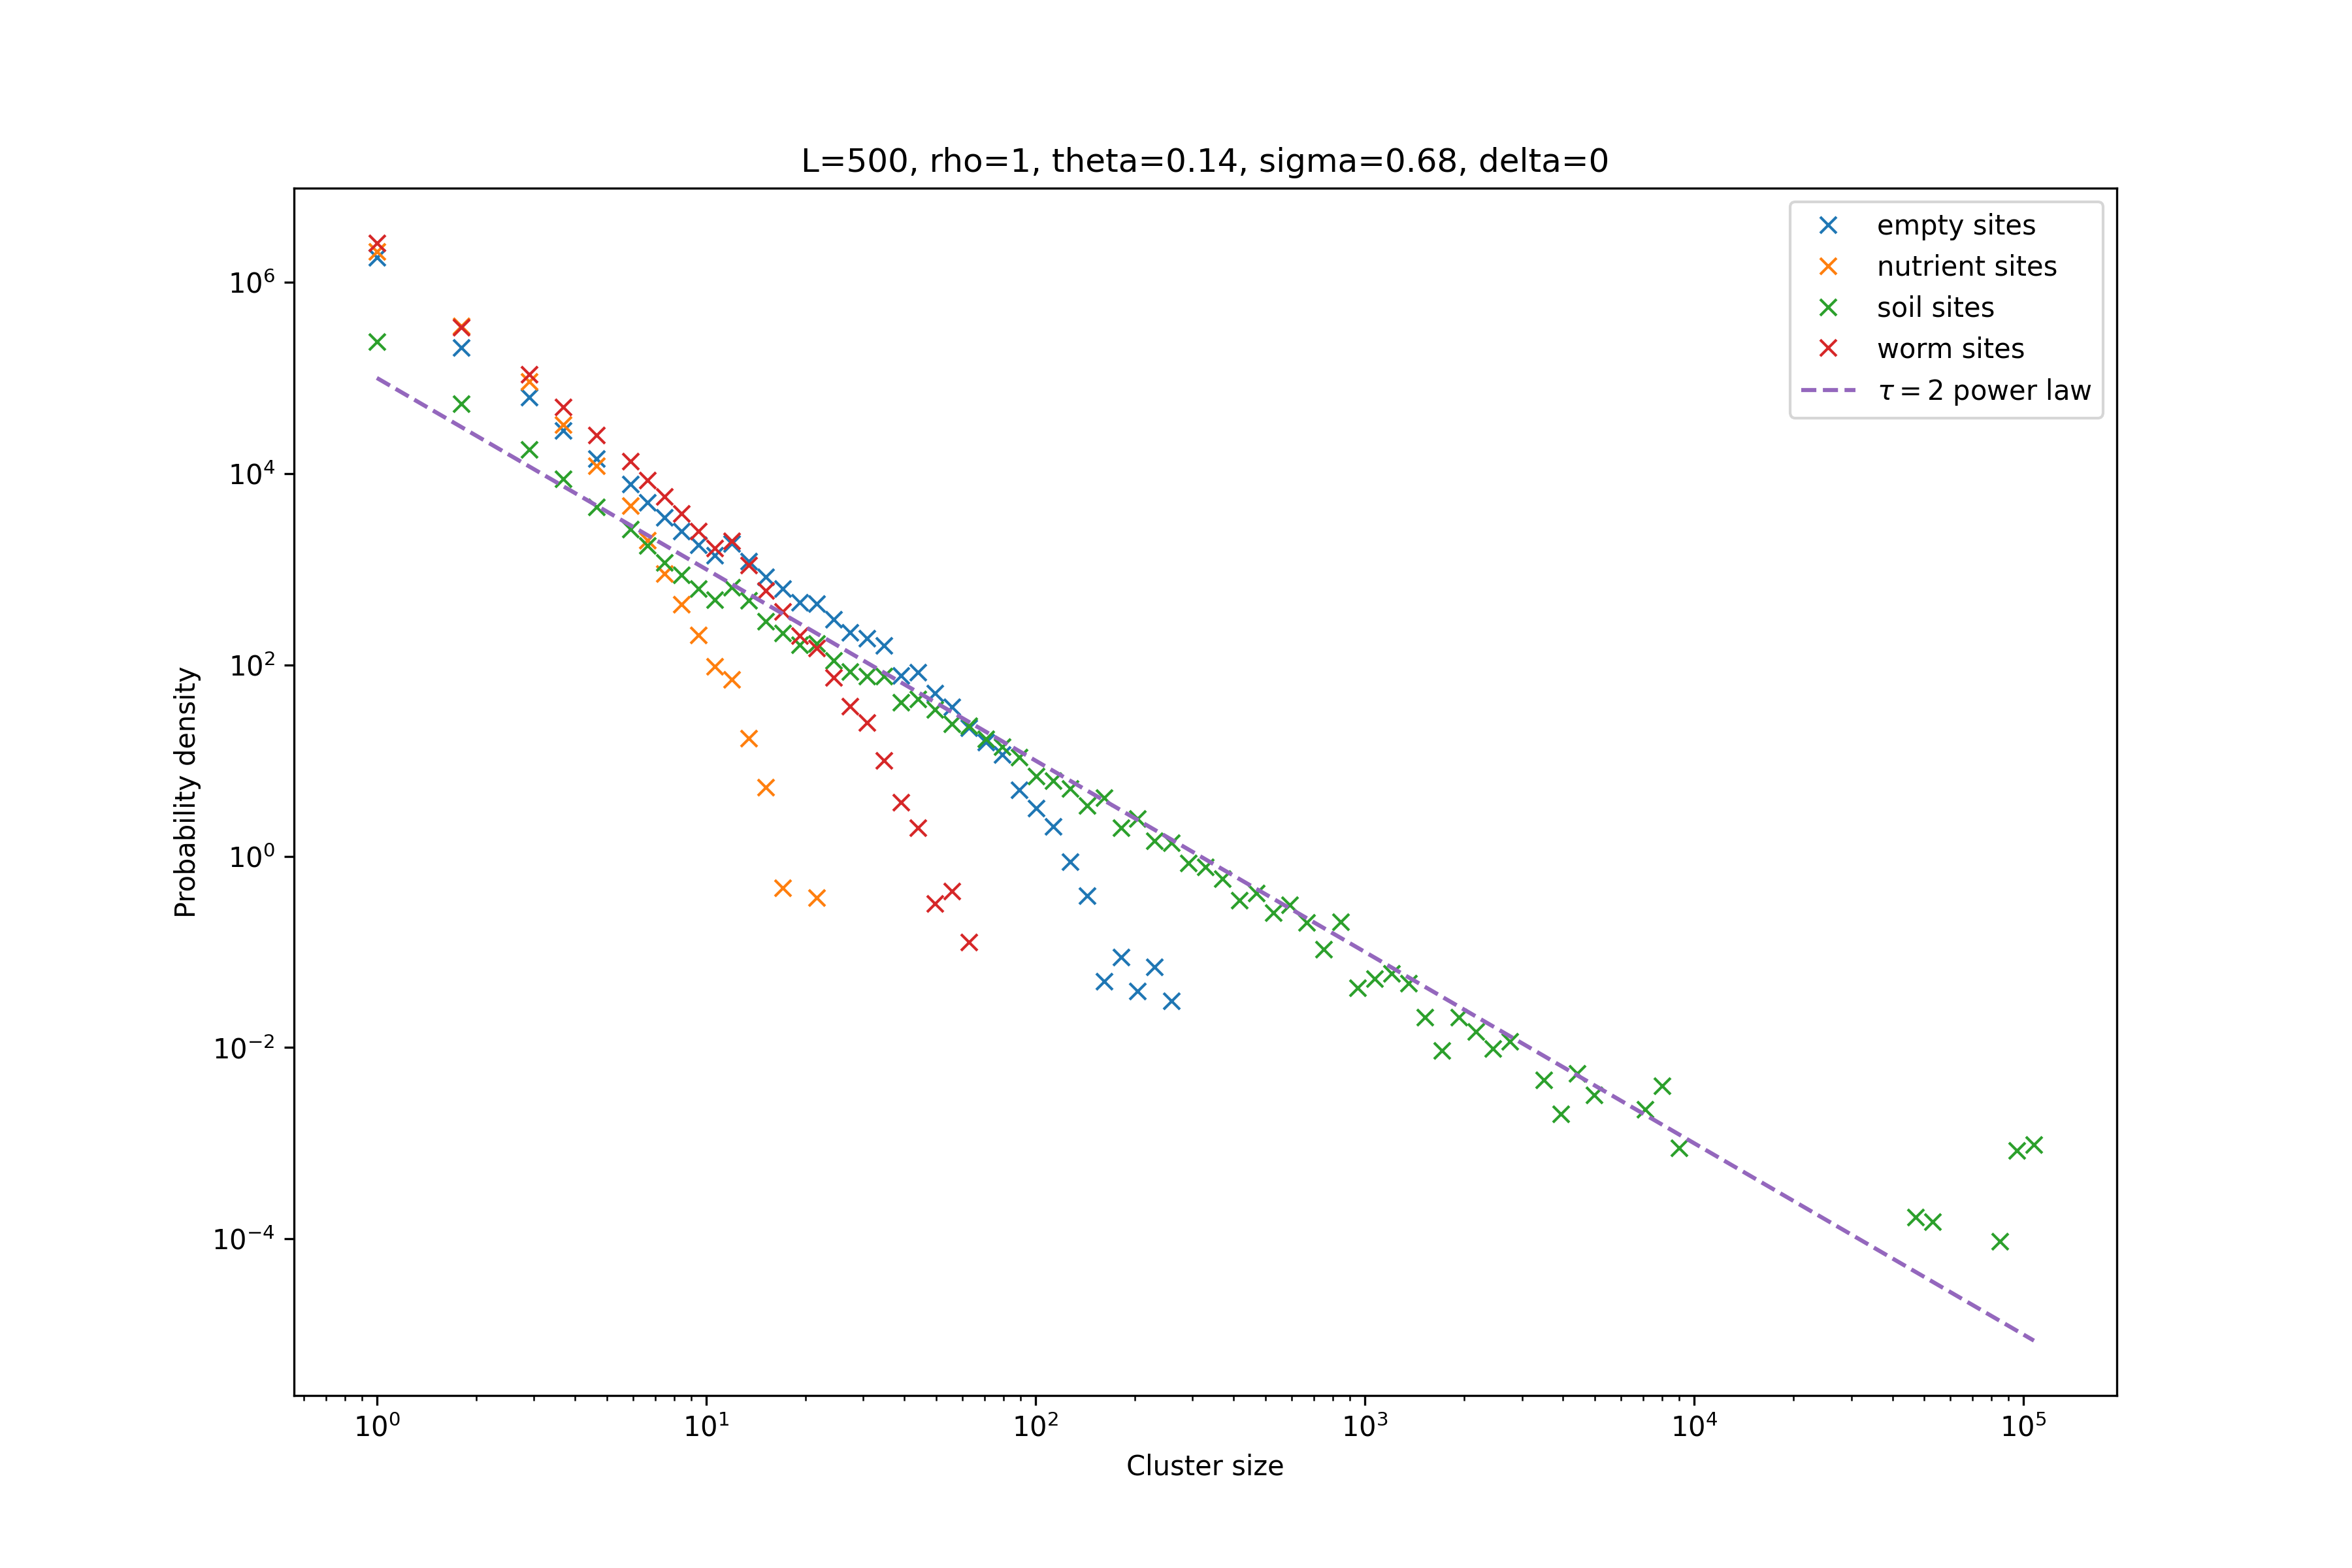 L=500, rho=1, theta=0.14, sigma=0.68, delta=0
empty sites
nutrient sites
soil sites
worm sites
τ = 2 power law
Probability density
10⁶
10⁴
10²
10⁰
10⁻²
10⁻⁴
10⁰ 10¹ 10² 10³ 10⁴ 10⁵
Cluster size